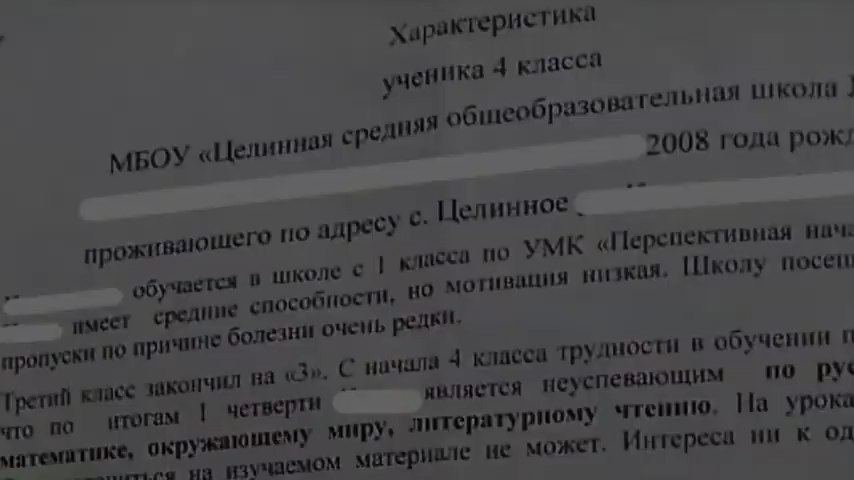 Характеристика
ученика 4 класса
МБОУ «Целинная средняя общеобразовательная школа
2008 года рожд
проживающего по адресу с. Целинное
обучается в школе с 1 класса по УМК «Перспективная нача
имеет средние способности, но мотивация низкая. Школу посещ
пропуски по причине болезни очень редки.
Третий класс закончил на «3». С начала 4 класса трудности в обучении п
что по итогам 1 четверти является неуспевающим по рус
математике, окружающему миру, литературному чтению. На урока
на изучаемом материале не может. Интереса ни к од